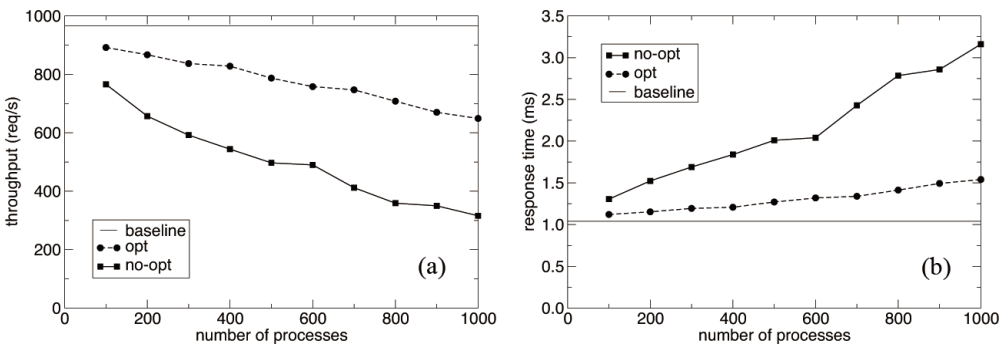 1000
800
600
400
200
0
throughput (req/s)
baseline
opt
no-opt
(a)
0
200
400
600
800
1000
number of processes
3.5
3.0
2.5
2.0
1.5
1.0
0.5
0.0
response time (ms)
no-opt
opt
baseline
(b)
0
200
400
600
800
1000
number of processes